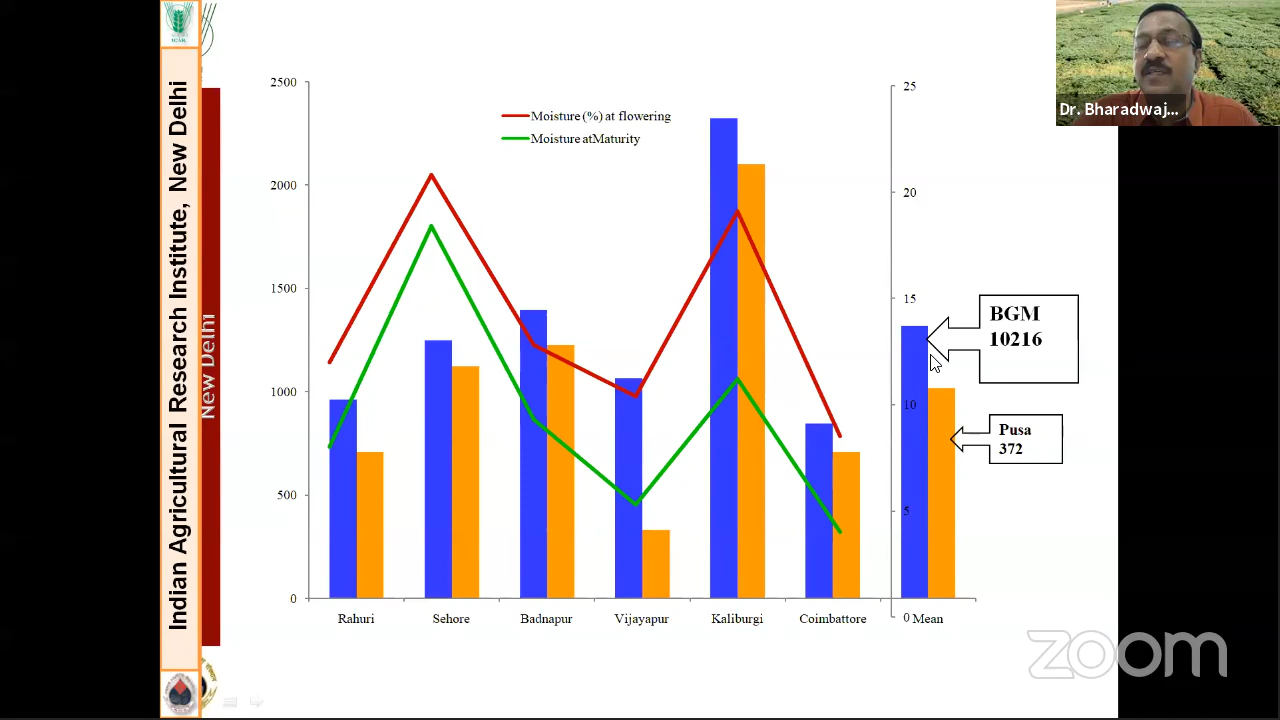 Indian Agricultural Research Institute, New Delhi
New Delhi
Dr. Bharadwaj...
Moisture (%) at flowering
Moisture atMaturity
2500
2000
1500
1000
500
0
25
20
15
10
5
0
BGM
10216
Pusa
372
Rahuri
Sehore
Badnapur
Vijayapur
Kaliburgi
Coimbattore
Mean
zoom